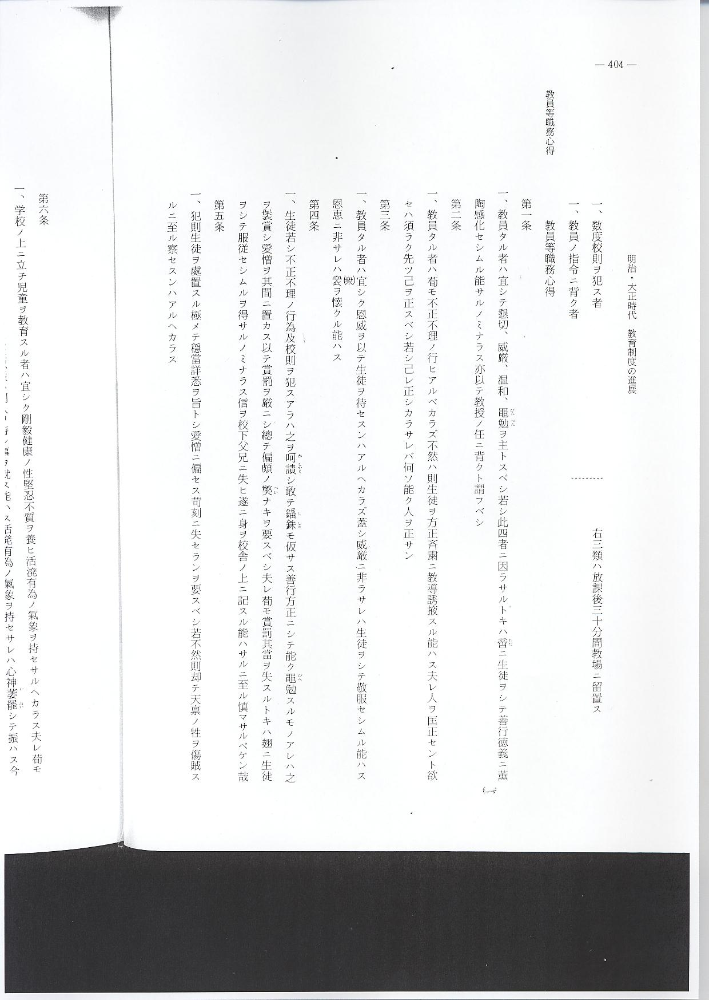 — 404 —
明治・大正時代　教育制度の進展
一、数度校則ヲ犯ス者
右三類ハ放課後三十分間教場ニ留置ス
一、教員ノ指令ニ背ク者
教員等職務心得
教員等職務心得
第一条
一、教員タル者ハ宜シテ懇切、威厳、温和、黽勉ヲ主トスベシ若シ此四者ニ因ラサルトキハ啻ニ生徒ヲシテ善行徳義ニ薫
陶感化セシムル能サルノミナラス亦以テ教授ノ任ニ背クト謂フベシ
第二条
一、教員タル者ハ荀モ不正不理ノ行ヒアルベカラズ不然ハ則生徒ヲ方正斉粛ニ教導誘掖スル能ハス夫レ人ヲ匡正セント欲
セハ須ラク先ツ己ヲ正スベシ若シ己レ正シカラサレバ何ソ能ク人ヲ正サン
第三条
一、教員タル者ハ宜シク恩威ヲ以テ生徒ヲ待セスンハアルヘカラズ蓋シ威厳ニ非ラサレハ生徒ヲシテ敬服セシムル能ハス
恩恵ニ非サレハ衆(衆)ヲ懐クル能ハス
第四条
一、生徒若シ不正不理ノ行為及校則ヲ犯スアラハ之ヲ呵譴シ敢テ錙銖モ仮サス善行方正ニシテ能ク黽勉スルモノアレハ之
ヲ褒賞シ愛憎ヲ其間ニ置カス以テ賞罰ヲ厳ニシ總テ偏頗ノ弊ナキヲ要スベシ夫レ荀モ賞罰其當ヲ失スルトキハ翅ニ生徒
ヲシテ服従セシムルヲ得サルノミナラス信ヲ校下父兄ニ失ヒ遂ニ身ヲ校舎ノ上ニ記スル能ハサルニ至ル慎マサルベケン哉
第五条
一、犯則生徒ヲ處置スル極メテ穏當詳悉ヲ旨トシ愛憎ニ偏セス苛刻ニ失セランヲ要スベシ若不然則却テ天禀ノ性ヲ傷賊ス
ルニ至ル察セスンハアルヘカラス
第六条
一、学校ノ上ニ立チ児童ヲ教育スル者ハ宜シク剛毅健康ノ性堅忍不質ヲ養ヒ活溌有為ノ氣象ヲ持セサルヘカラス夫レ荀モ
活発有為ノ氣象ヲ持セサレハ心神萎罷シテ振ハス今